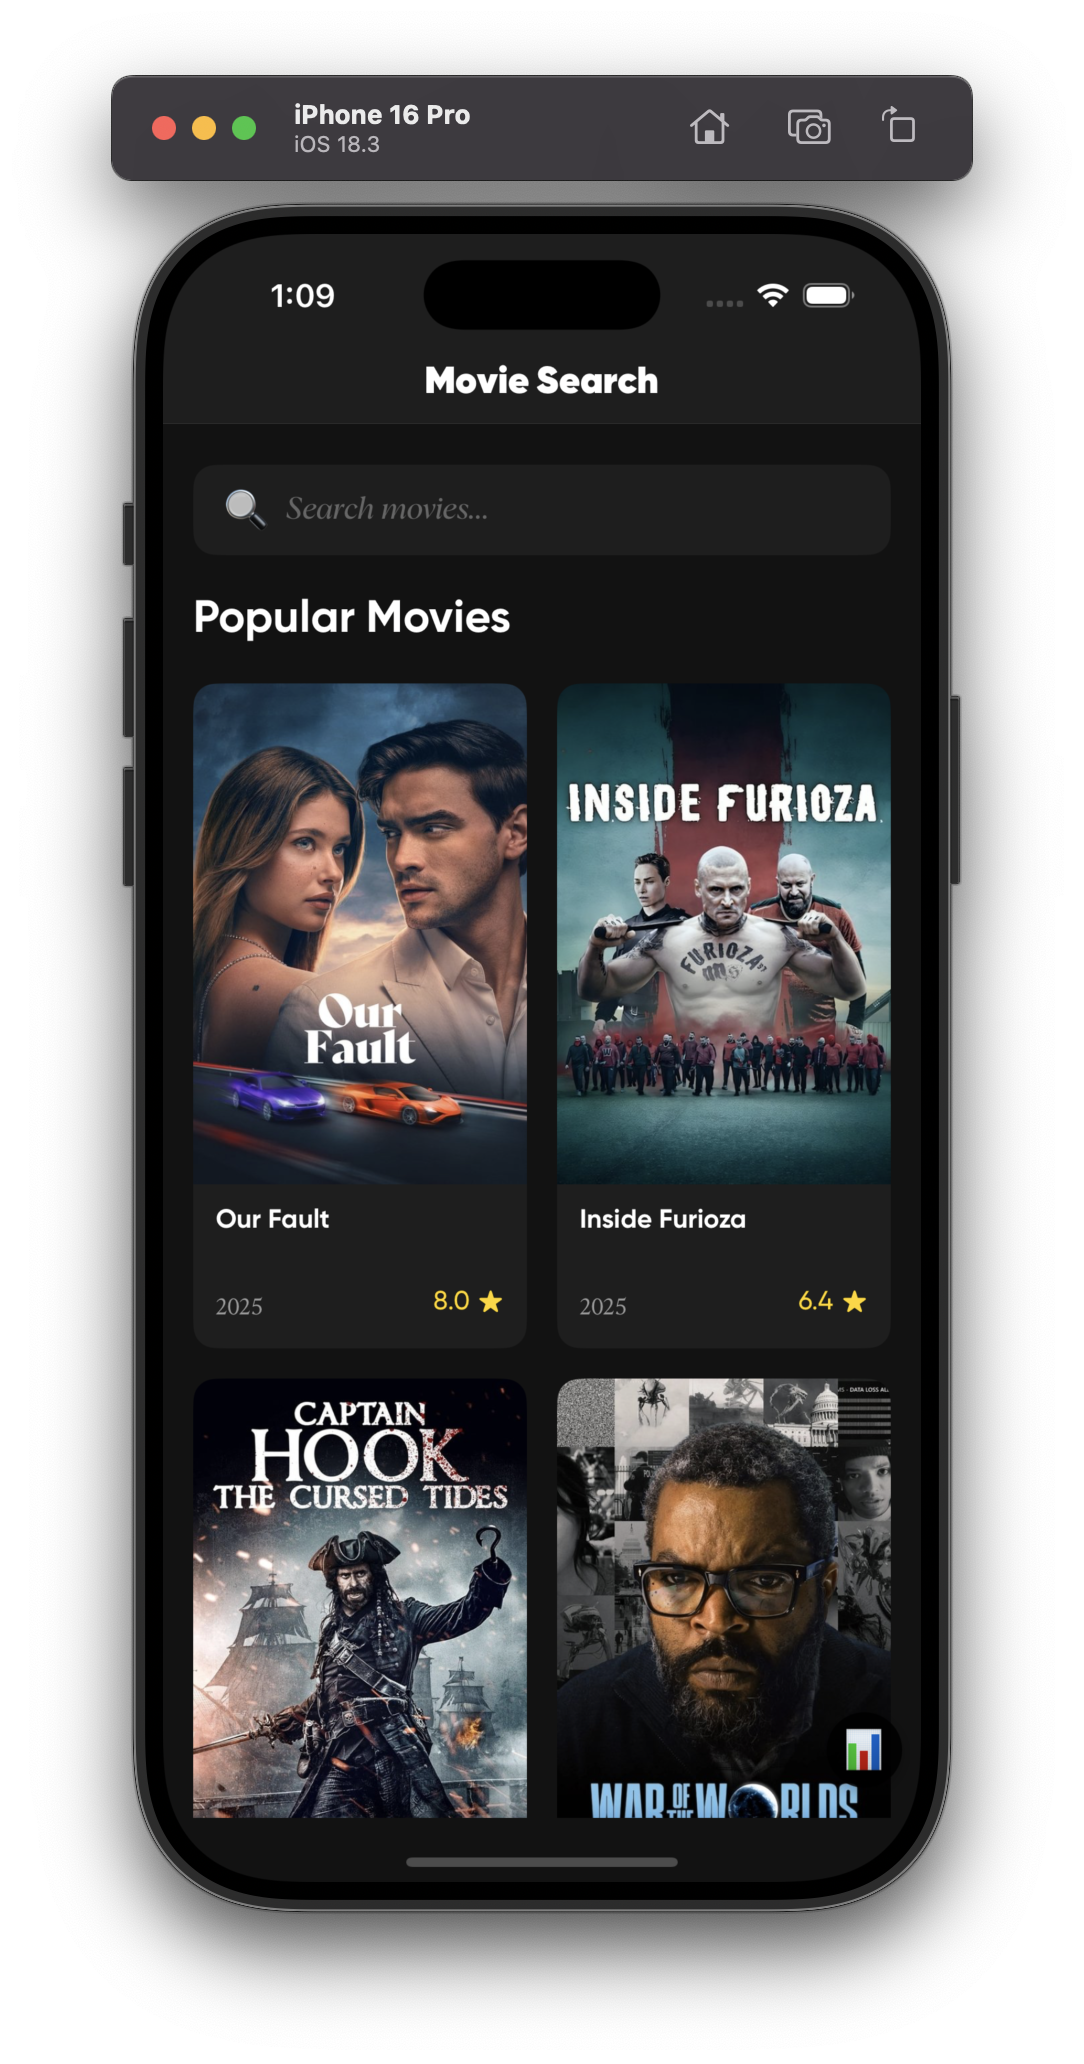 iPhone 16 Pro
iOS 18.3
1:09
Movie Search
Search movies...
Popular Movies
Our
Fault
INSIDE FURIOZA
FURIOZA
Our Fault
2025
8.0
Inside Furioza
2025
6.4
CAPTAIN
HOOK
THE CURSED TIDES
DATA LOSS
WAR OF THE WORLDS